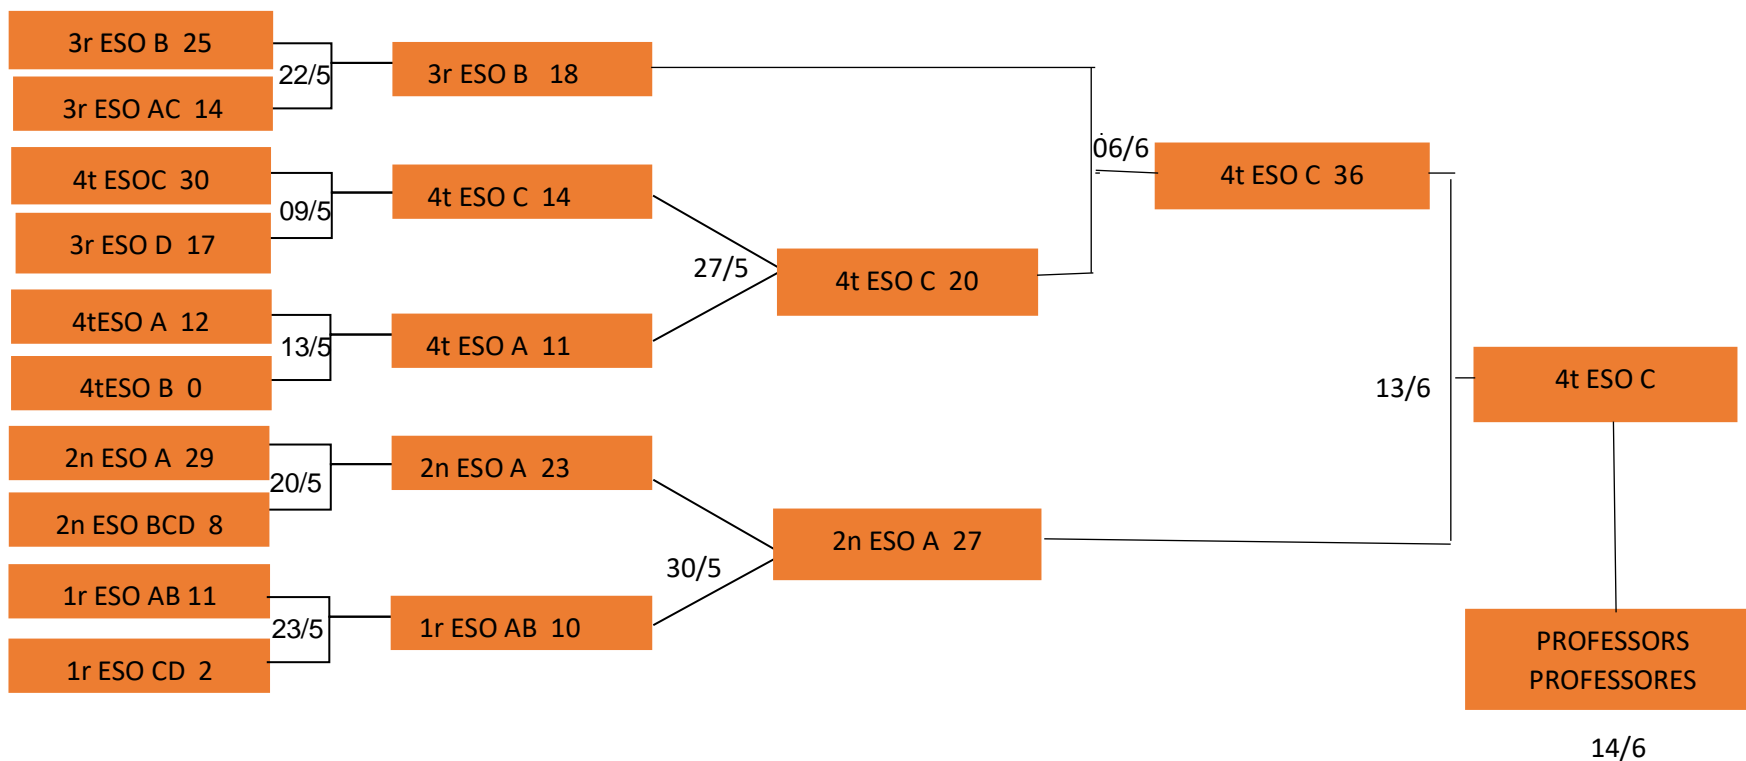 3r ESO B 25
22/5
3r ESO AC 14
3r ESO B 18
4t ESOC 30
09/5
3r ESO D 17
4t ESO C 14
4tESO A 12
13/5
4tESO B 0
4t ESO A 11
27/5
4t ESO C 20
06/6
4t ESO C 36
2n ESO A 29
20/5
2n ESO BCD 8
2n ESO A 23
1r ESO AB 11
23/5
1r ESO CD 2
1r ESO AB 10
30/5
2n ESO A 27
13/6
4t ESO C
PROFESSORS
PROFESSORES
14/6